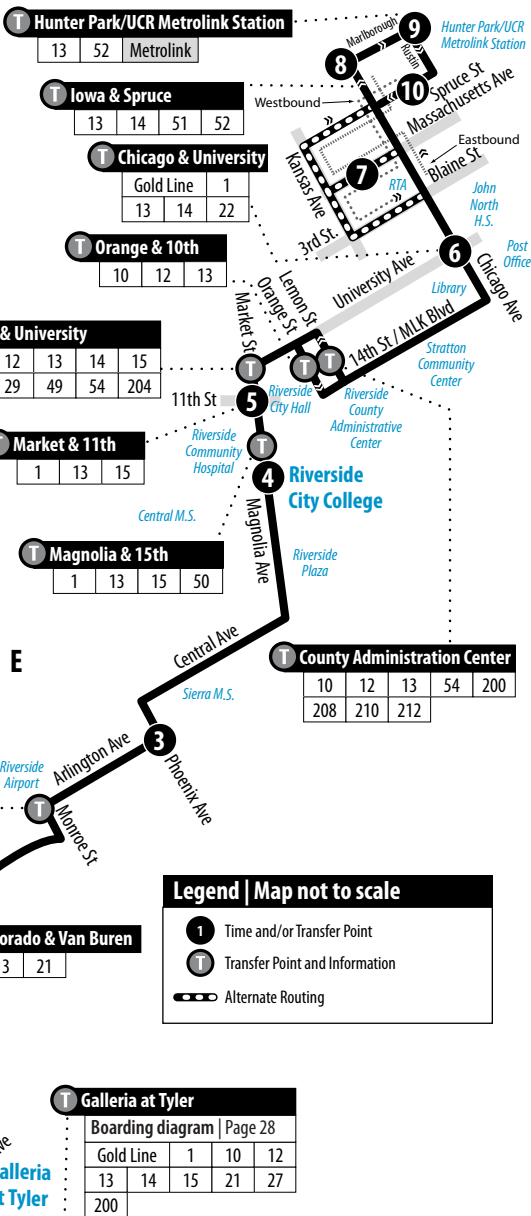 T Hunter Park/UCR Metrolink Station
13 52 Metrolink
9
Hunter Park/UCR
Metrolink Station
Marlborough
Rustin
8
10
Spruce St
Massachusetts Ave
T Iowa & Spruce
13 14 51 52
Westbound
Eastbound
Blaine St
T Chicago & University
Gold Line 1
13 14 22
Kansas Ave
7
RTA
John
North
H.S.
3rd St.
T Orange & 10th
10 12 13
6
Post
Office
University Ave
Chicago Ave
Library
Lemon St
Orange St
Market St
14th St / MLK Blvd
Stratton
Community
Center
& University
12 13 14 15
29 49 54 204
T
T
T
11th St
5
Riverside
City Hall
Riverside
County
Administrative
Center
Market & 11th
1 13 15
Riverside
Community
Hospital
T
4
Riverside
City College
Central M.S.
Magnolia Ave
T Magnolia & 15th
1 13 15 50
Riverside
Plaza
E
Central Ave
T County Administration Center
10 12 13 54 200
208 210 212
Sierra M.S.
3
Phoenix Ave
Arlington Ave
Riverside
Airport
T
Monroe St
Legend | Map not to scale
1 Time and/or Transfer Point
T Transfer Point and Information
Alternate Routing
orado & Van Buren
3 21
T Galleria at Tyler
Boarding diagram | Page 28
Gold Line 1 10 12
13 14 15 21 27
200
ve
alleria
t Tyler